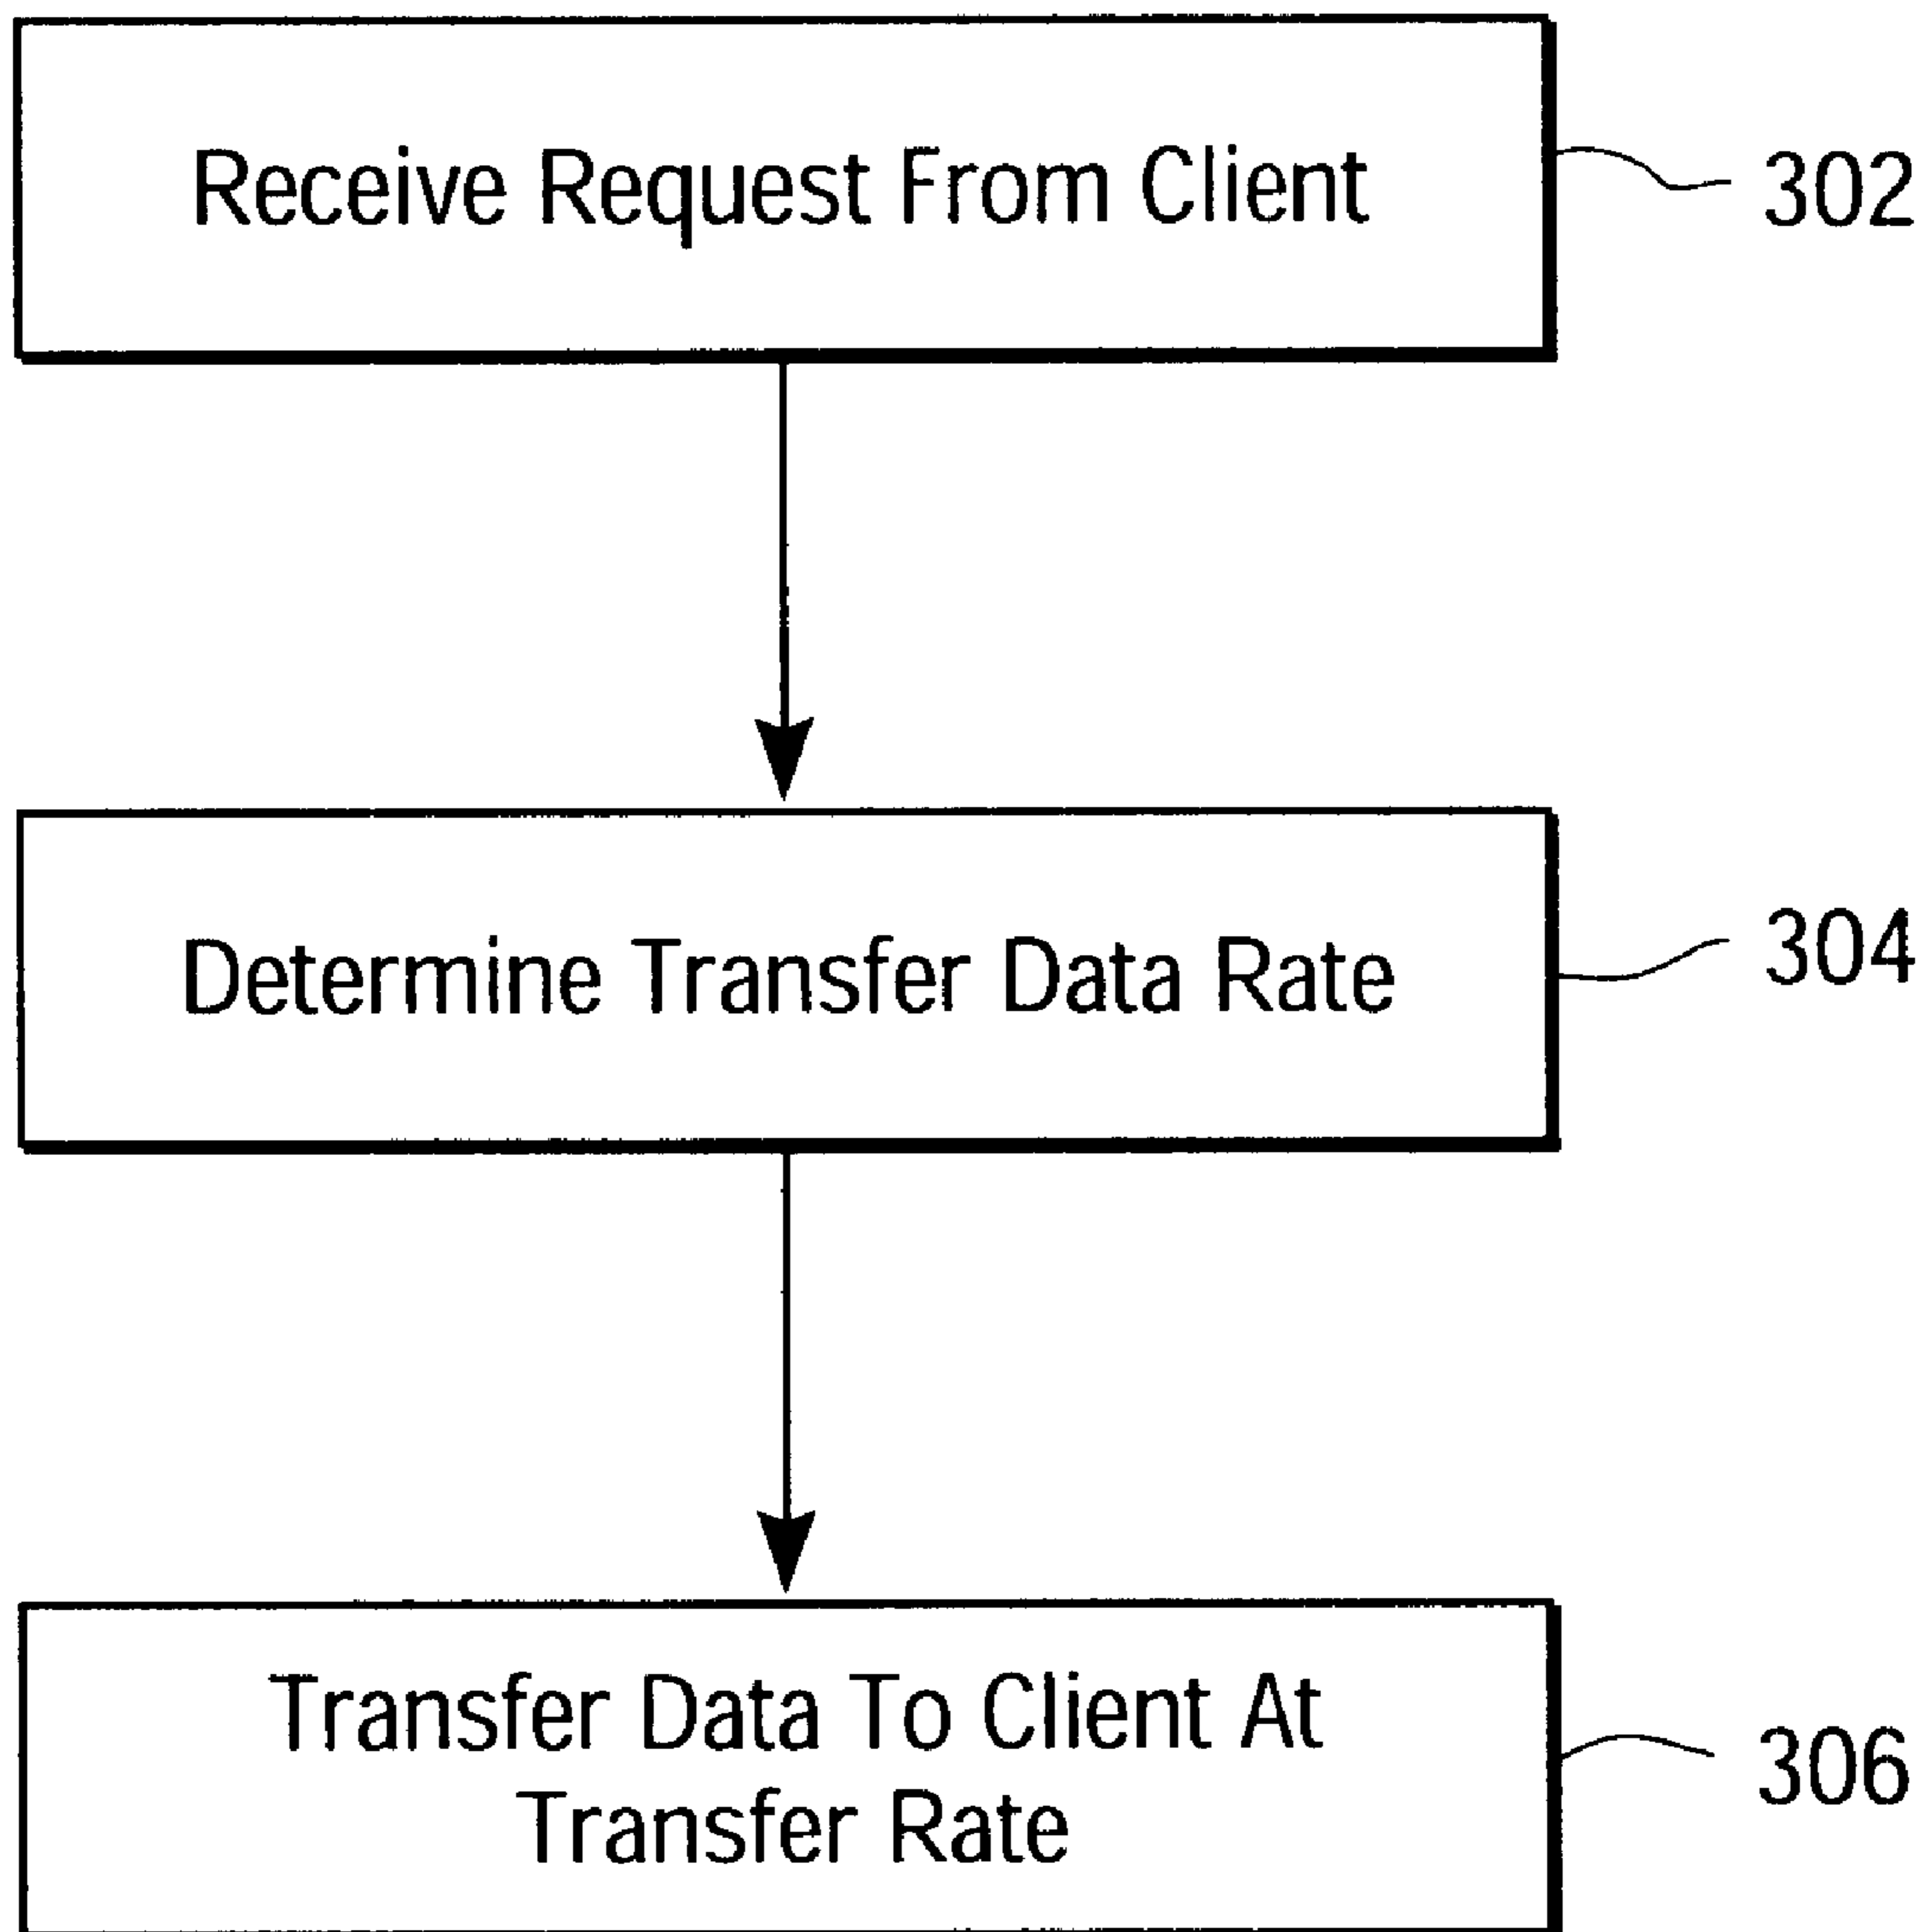 Receive Request From Client
302
Determine Transfer Data Rate
304
Transfer Data To Client At
Transfer Rate
306